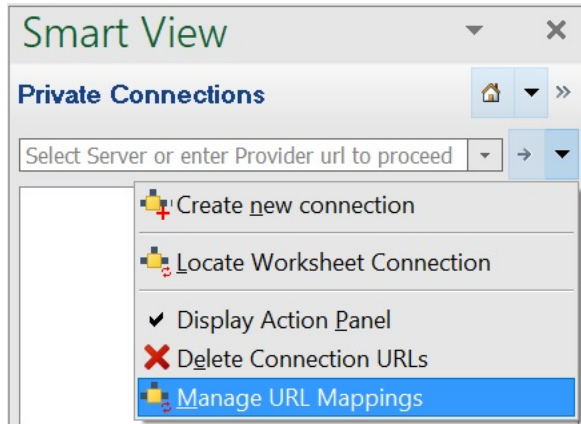 Smart View
Private Connections
Select Server or enter Provider url to proceed
Create new connection
Locate Worksheet Connection
Display Action Panel
Delete Connection URLs
Manage URL Mappings